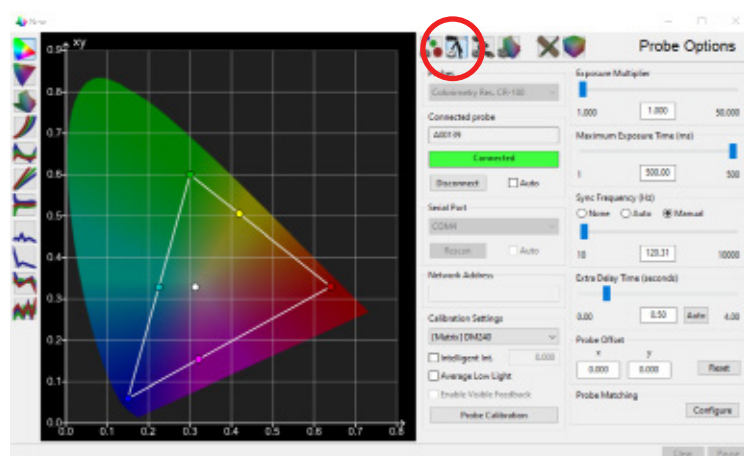 New
xy
Probe Options
Probes
Colorimetry Res. CR-100
Connected probe
A00139
Connected
Disconnect
Auto
Serial Port
COM4
Rescan
Auto
Network Address
Calibration Settings
[Matrix] DM240
Intelligent Int.
0.000
Average Low Light
Enable Visible Feedback
Probe Calibration
Exposure Multiplier
1.000
1.000
50.000
Maximum Exposure Time (ms)
1
500.00
500
Sync Frequency (Hz)
None
Auto
Manual
10
120.31
10000
Extra Delay Time (seconds)
0.00
0.50
Auto
4.00
Probe Offset
x
y
0.000
0.000
Reset
Probe Matching
Configure
Clear
Pause
0.9
0.8
0.7
0.6
0.5
0.4
0.3
0.2
0.1
0.0
0.0
0.1
0.2
0.3
0.4
0.5
0.6
0.7
0.8